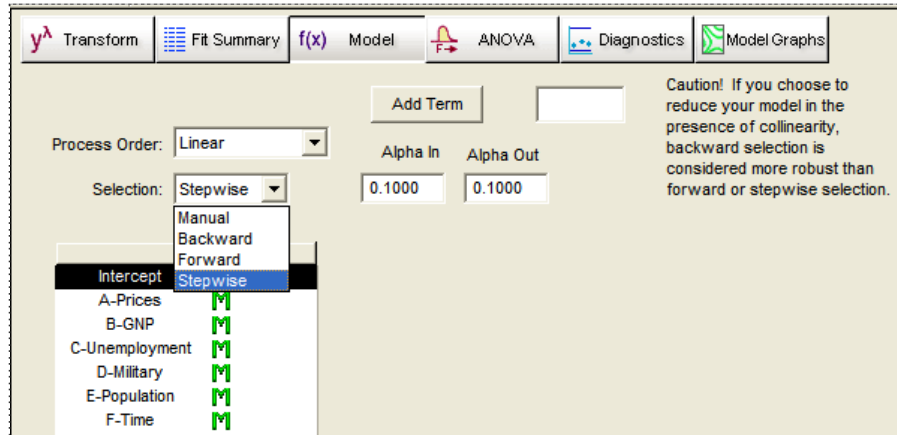 yλ Transform Fit Summary f(x) Model F ANOVA Diagnostics Model Graphs
Add Term
Caution! If you choose to
reduce your model in the
presence of collinearity,
backward selection is
considered more robust than
forward or stepwise selection.
Process Order: Linear
Alpha In Alpha Out
Selection: Stepwise 0.1000 0.1000
Manual
Backward
Forward
Stepwise
Intercept
A-Prices M
B-GNP M
C-Unemployment M
D-Military M
E-Population M
F-Time M